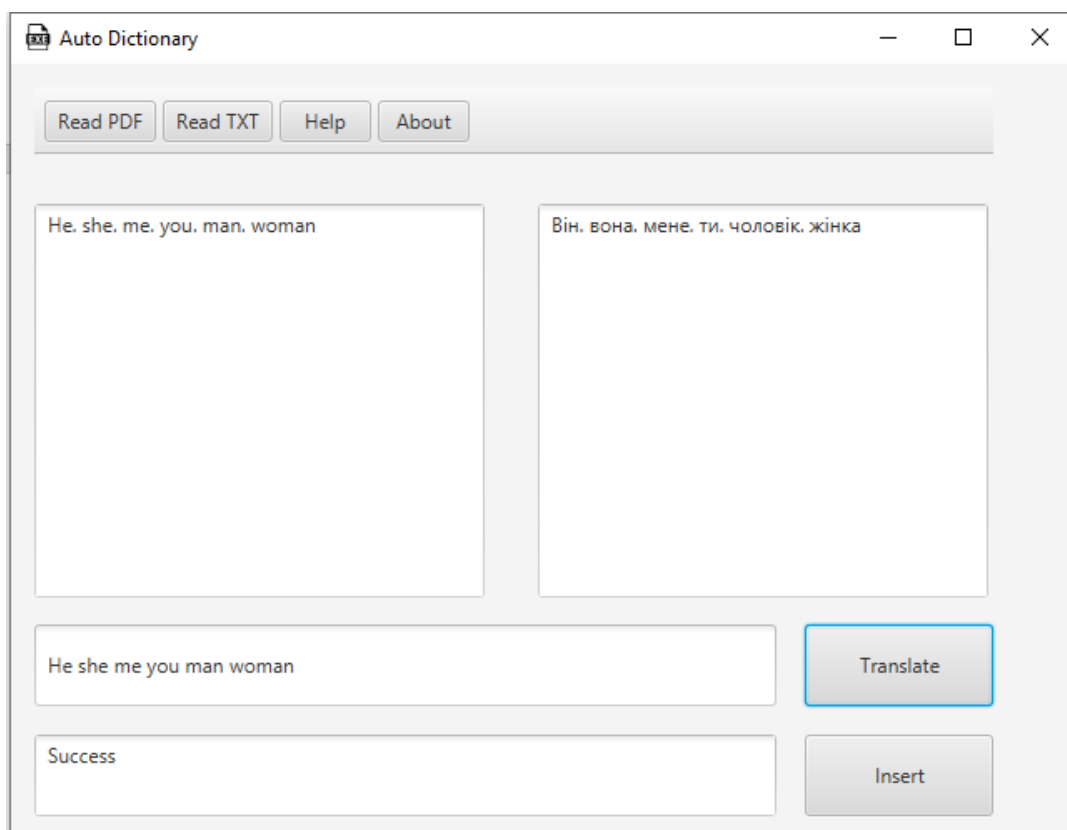 Auto Dictionary
Read PDF Read TXT Help About
He. she. me. you. man. woman
Він. вона. мене. ти. чоловік. жінка
He she me you man woman
Translate
Success
Insert